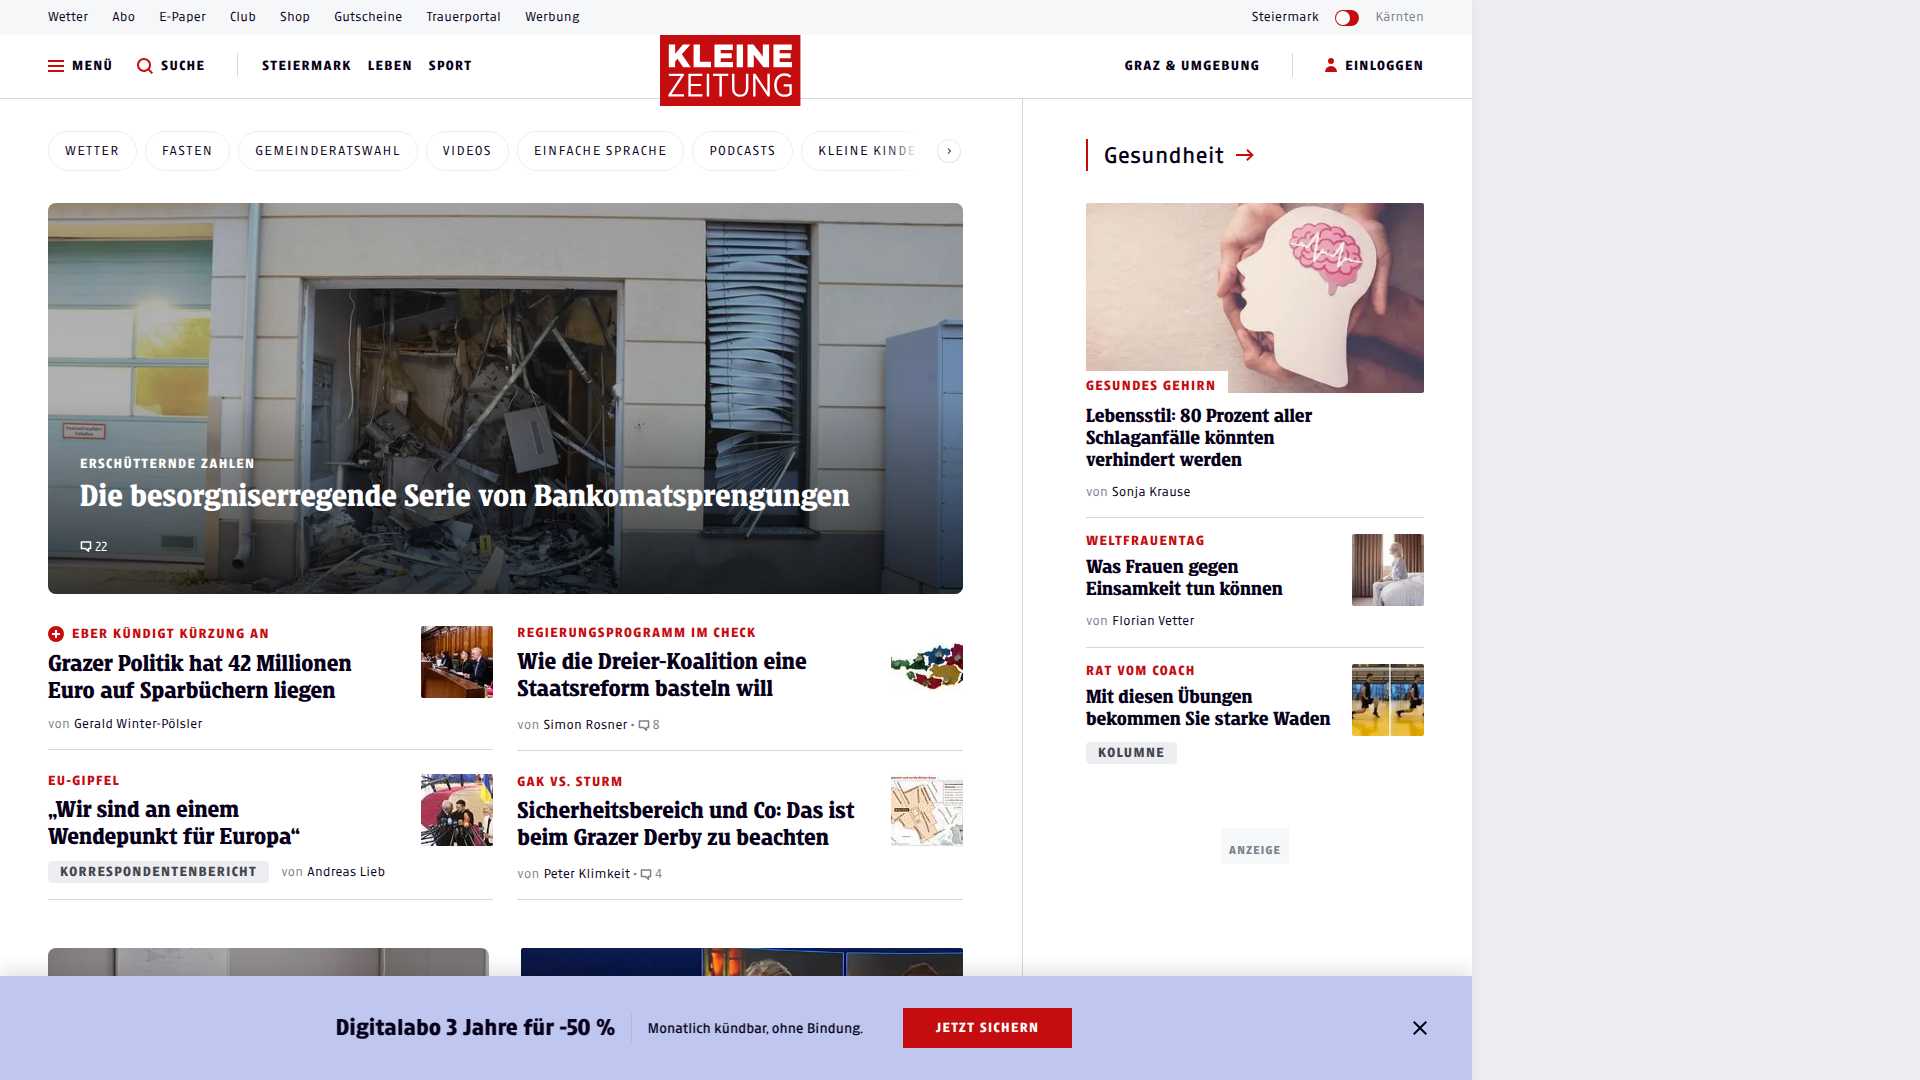 Wetter Abo E-Paper Club Shop Gutscheine Trauerportal Werbung Steiermark Kärnten
MENÜ SUCHE STEIERMARK LEBEN SPORT KLEINE ZEITUNG GRAZ & UMGEBUNG EINLOGGEN
WETTER FASTEN GEMEINDERATSWAHL VIDEOS EINFACHE SPRACHE PODCASTS KLEINE KINDE
ERSCHÜTTERNDE ZAHLEN
Die besorgniserregende Serie von Bankomatsprengungen
22
EBER KÜNDIGT KÜRZUNG AN
Grazer Politik hat 42 Millionen
Euro auf Sparbüchern liegen
von Gerald Winter-Pölsler
REGIERUNGSPROGRAMM IM CHECK
Wie die Dreier-Koalition eine
Staatsreform basteln will
von Simon Rosner • 8
EU-GIPFEL
„Wir sind an einem
Wendepunkt für Europa“
KORRESPONDENTENBERICHT von Andreas Lieb
GAK VS. STURM
Sicherheitsbereich und Co: Das ist
beim Grazer Derby zu beachten
von Peter Klimkeit • 4
Gesundheit
GESUNDES GEHIRN
Lebensstil: 80 Prozent aller
Schlaganfälle könnten
verhindert werden
von Sonja Krause
WELTFRAUENTAG
Was Frauen gegen
Einsamkeit tun können
von Florian Vetter
RAT VOM COACH
Mit diesen Übungen
bekommen Sie starke Waden
KOLUMNE
ANZEIGE
Digitalabo 3 Jahre für -50 % Monatlich kündbar, ohne Bindung. JETZT SICHERN